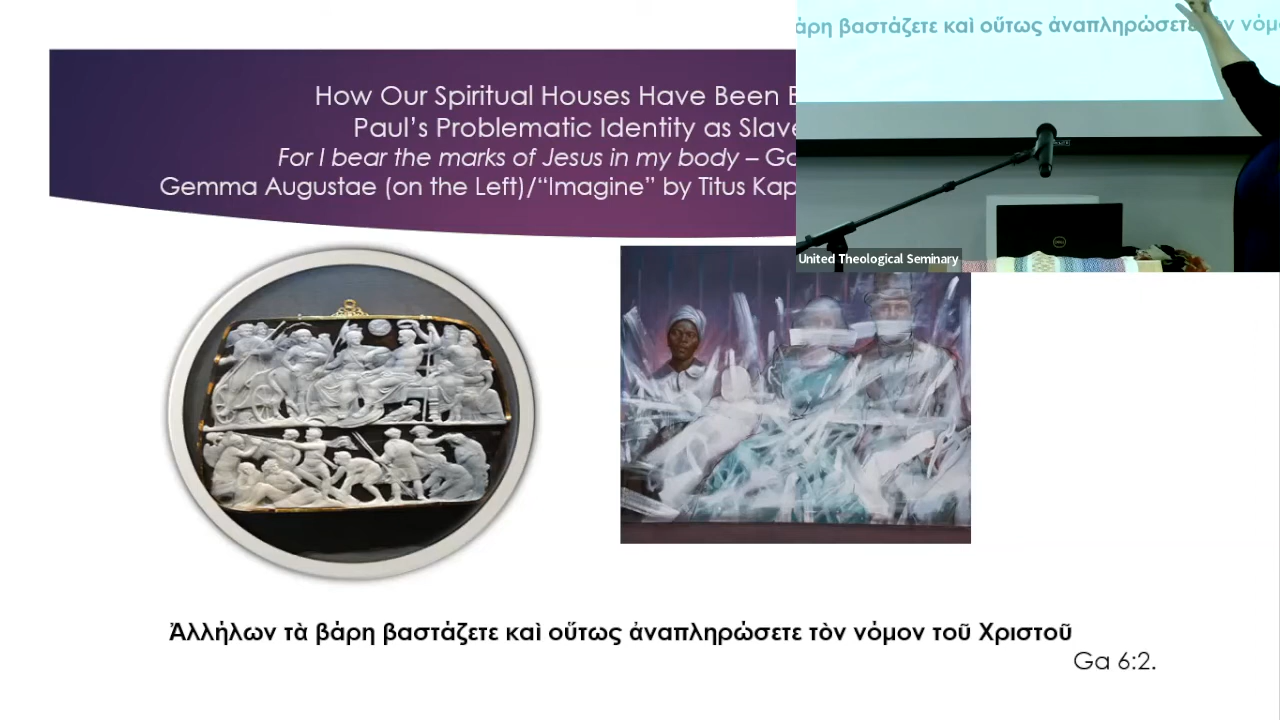 How Our Spiritual Houses Have Been
Paul's Problematic Identity as Slave
For I bear the marks of Jesus in my body –
Gemma Augustae (on the Left)/“Imagine” by Titus
Ἀλλήλων τὰ βάρη βαστάζετε καὶ οὕτως ἀναπληρώσετε τὸν νόμον τοῦ Χριστοῦ
Ga 6:2.
βαστάζετε καὶ οὕτως ἀναπληρώσετε
United Theological Seminary
DELL